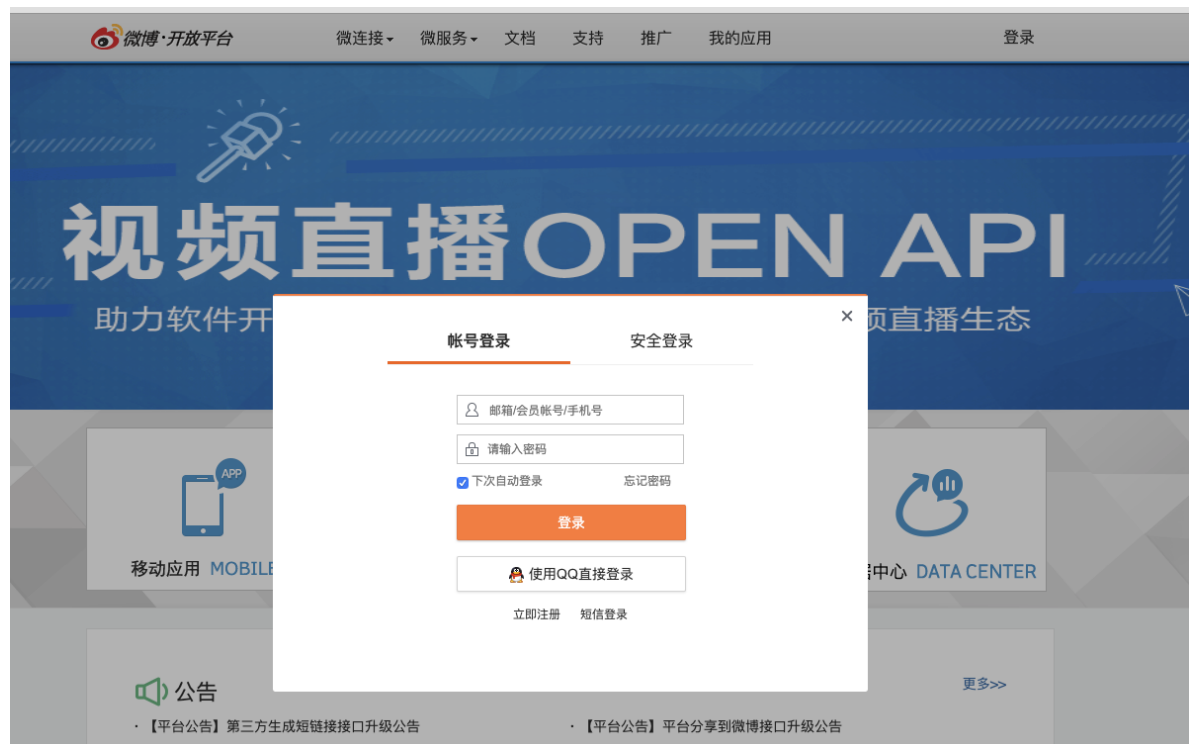 微博·开放平台 微连接 微服务 文档 支持 推广 我的应用 登录
视频直播OPEN API
助力软件开 频直播生态
帐号登录 安全登录 ×
邮箱/会员帐号/手机号
请输入密码
下次自动登录 忘记密码
登录
使用QQ直接登录
立即注册 短信登录
APP
移动应用 MOBILE
中心 DATA CENTER
公告 更多>>
· 【平台公告】第三方生成短链接接口升级公告 · 【平台公告】平台分享到微博接口升级公告